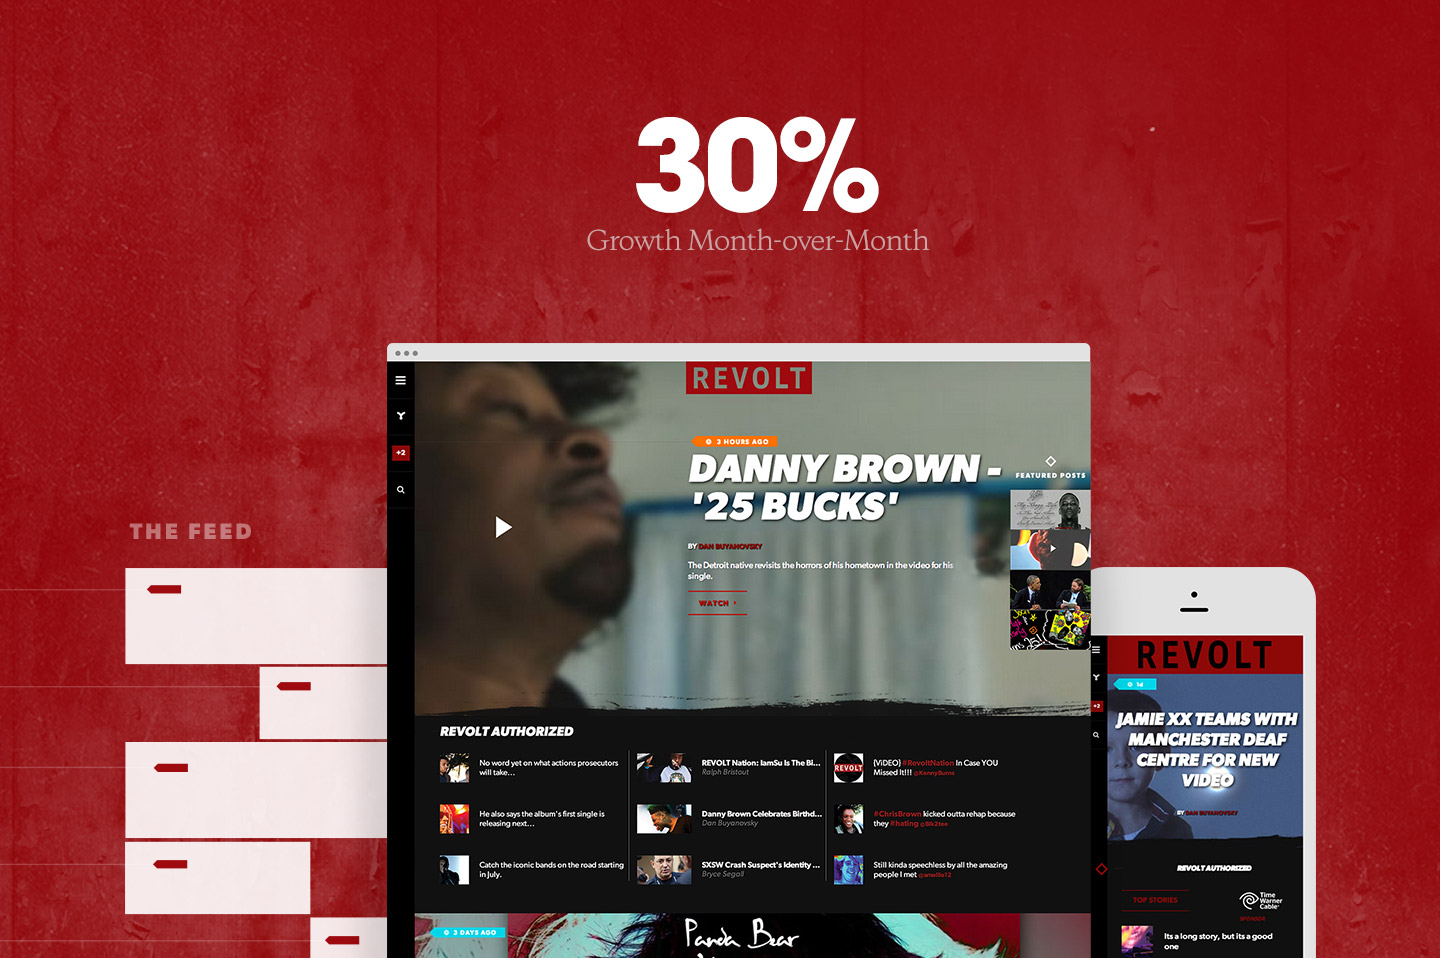 30%
Growth Month-over-Month
REVOLT
3 HOURS AGO
DANNY BROWN -
'25 BUCKS'
BY DAN BUYANOVSKY
The Detroit native revisits the horrors of his hometown in the video for his
single.
WATCH
FEATURED POSTS
+2
THE FEED
REVOLT AUTHORIZED
No word yet on what actions prosecutors
will take...
He also says the album's first single is
releasing next...
Catch the iconic bands on the road starting
in July.
REVOLT Nation: IamSu Is The Bi...
Ralph Bristout
Danny Brown Celebrates Birthd...
Dan Buyanovsky
SXSW Crash Suspect's Identity ...
Bryce Segall
REVOLT
(ViDEO) #RevoltNation In Case YOU
Missed It!!! @KennyBurns
#ChrisBrown kicked outta rehab because
they #hating
Still kinda speechless by all the amazing
people I met
3 DAYS AGO
Panda Bear
REVOLT
1d
+2
JAMIE XX TEAMS WITH
MANCHESTER DEAF
CENTRE FOR NEW
VIDEO
BY DAN BUYANOVSKY
REVOLT AUTHORIZED
TOP STORIES
Time
Warner
Cable
SPONSOR
Its a long story, but its a good
one